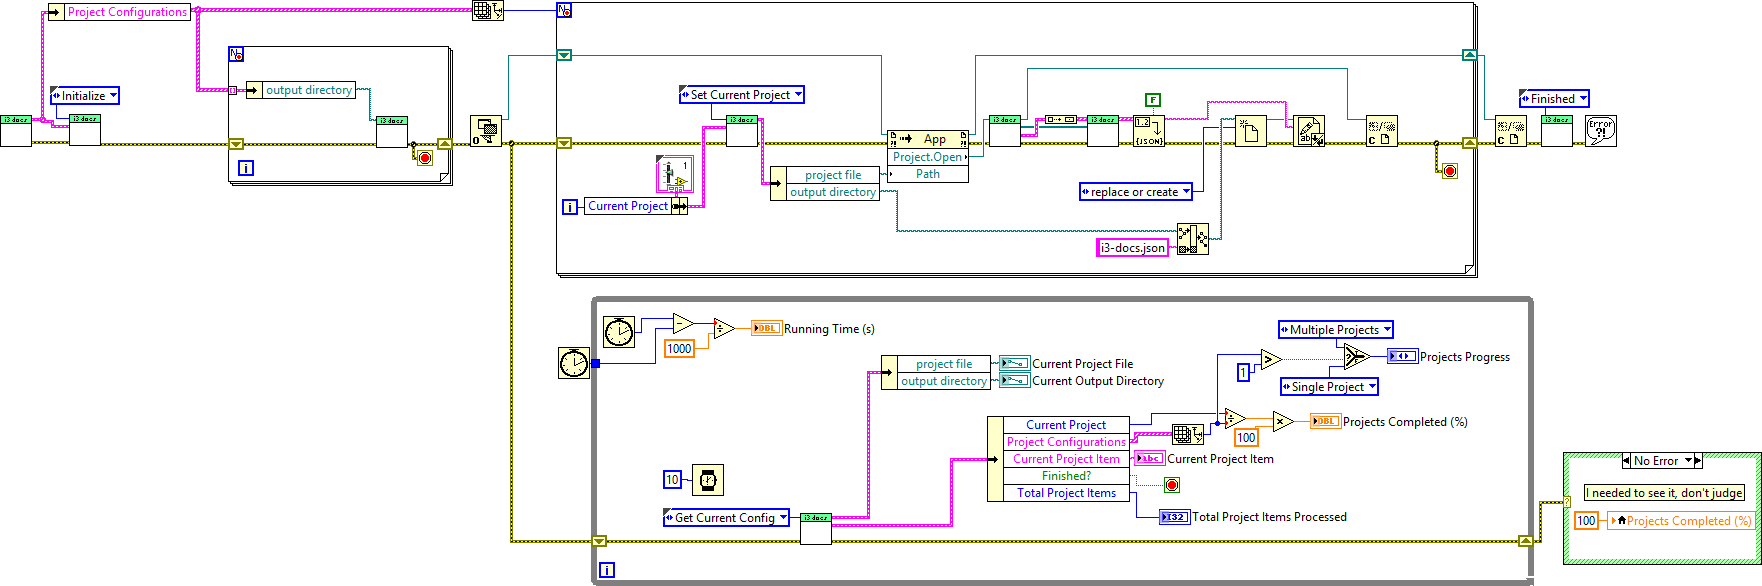 Project Configurations
N
N
Initialize
output directory
i3 docs
i3 docs
i3 docs
i
Set Current Project
i3 docs
1
i
Current Project
project file
output directory
App
Project.Open
Path
i3 docs
i3 docs
F
1.2
{JSON}
replace or create
i3-docs.json
ab
C
Finished
C
i3 docs
Error
?!
1000
DBL
Running Time (s)
project file
output directory
Current Project File
Current Output Directory
Multiple Projects
>
1
?
Projects Progress
Single Project
Current Project
Project Configurations
Current Project Item
Finished?
Total Project Items
÷
×
100
DBL
Projects Completed (%)
abc
Current Project Item
I32
Total Project Items Processed
10
Get Current Config
i3 docs
i
No Error
I needed to see it, don't judge
100
Projects Completed (%)